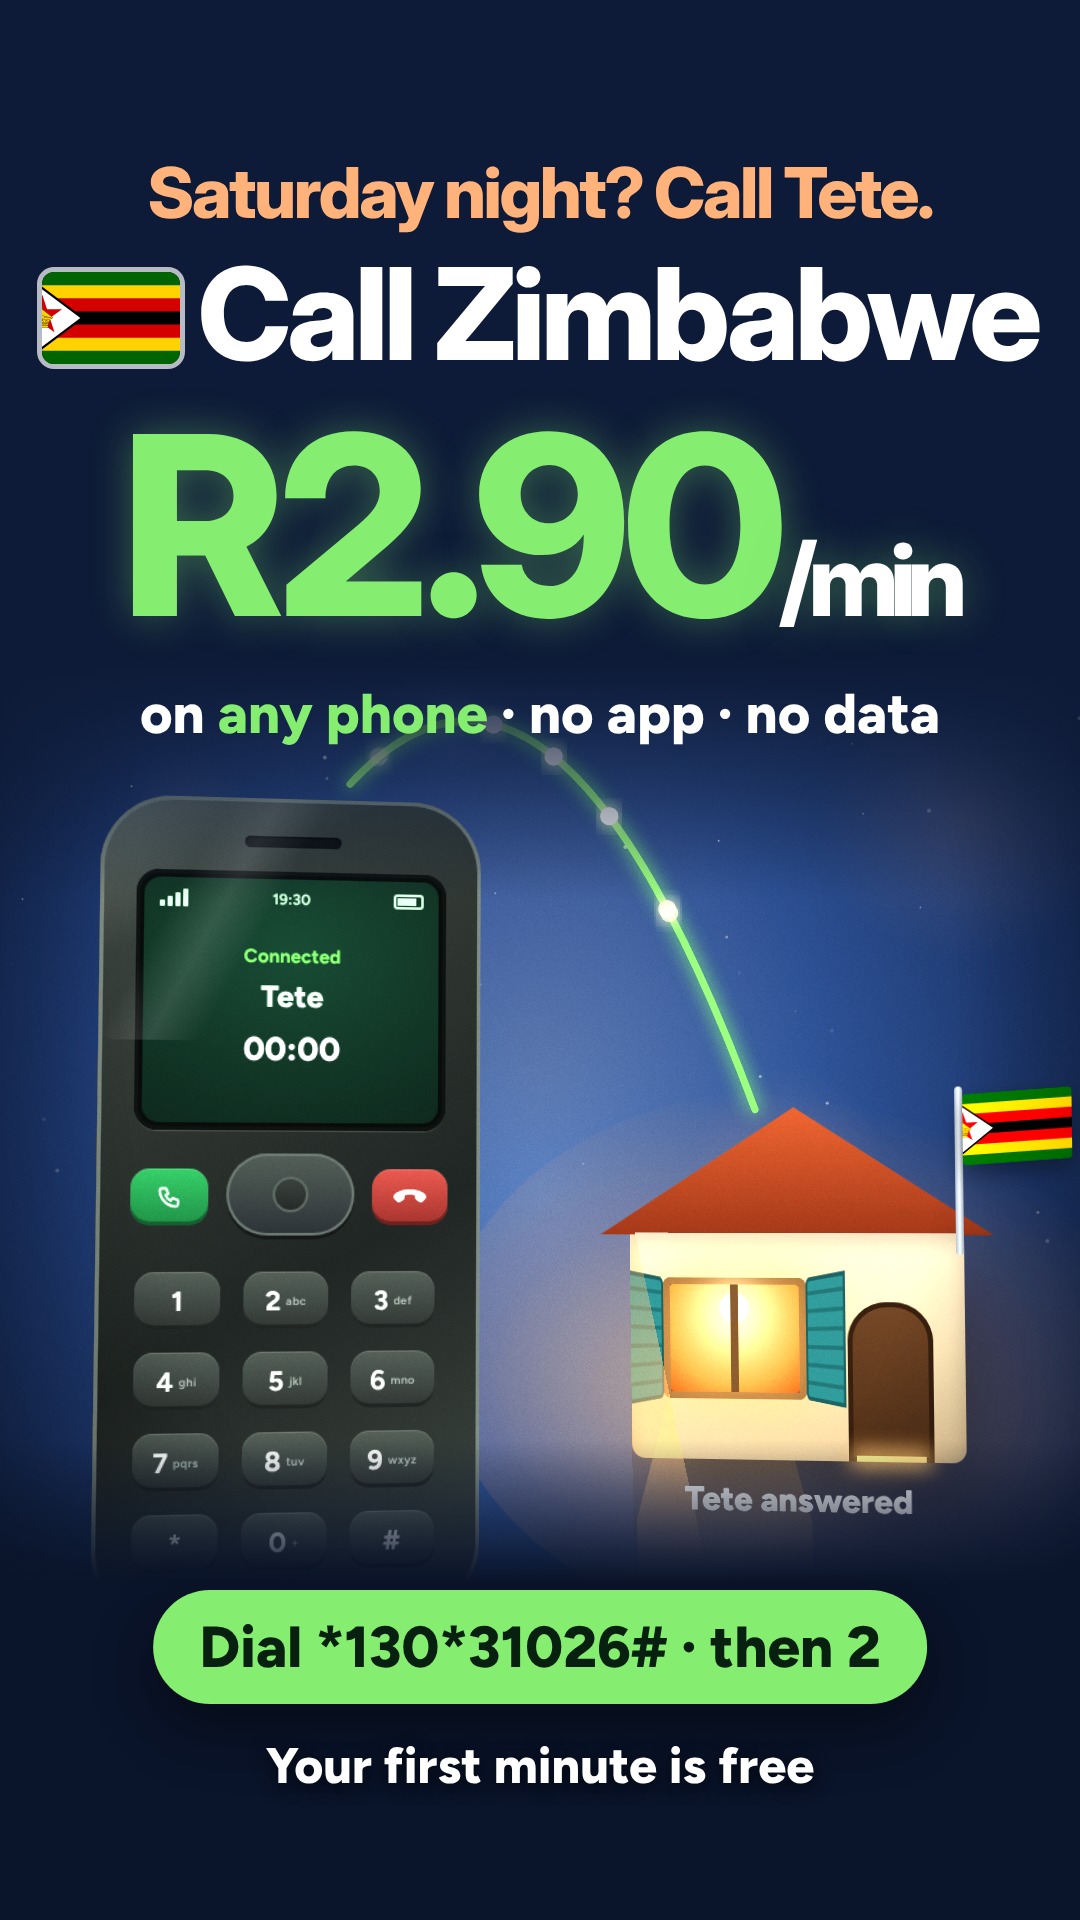 Saturday night? Call Tete.
Call Zimbabwe
R2.90/min
on any phone · no app · no data
19:30
Connected
Tete
00:00
1
2 abc
3 def
4 ghi
5 jkl
6 mno
7 pqrs
8 tuv
9 wxyz
*
0 +
#
Tete answered
Dial *130*31026# · then 2
Your first minute is free